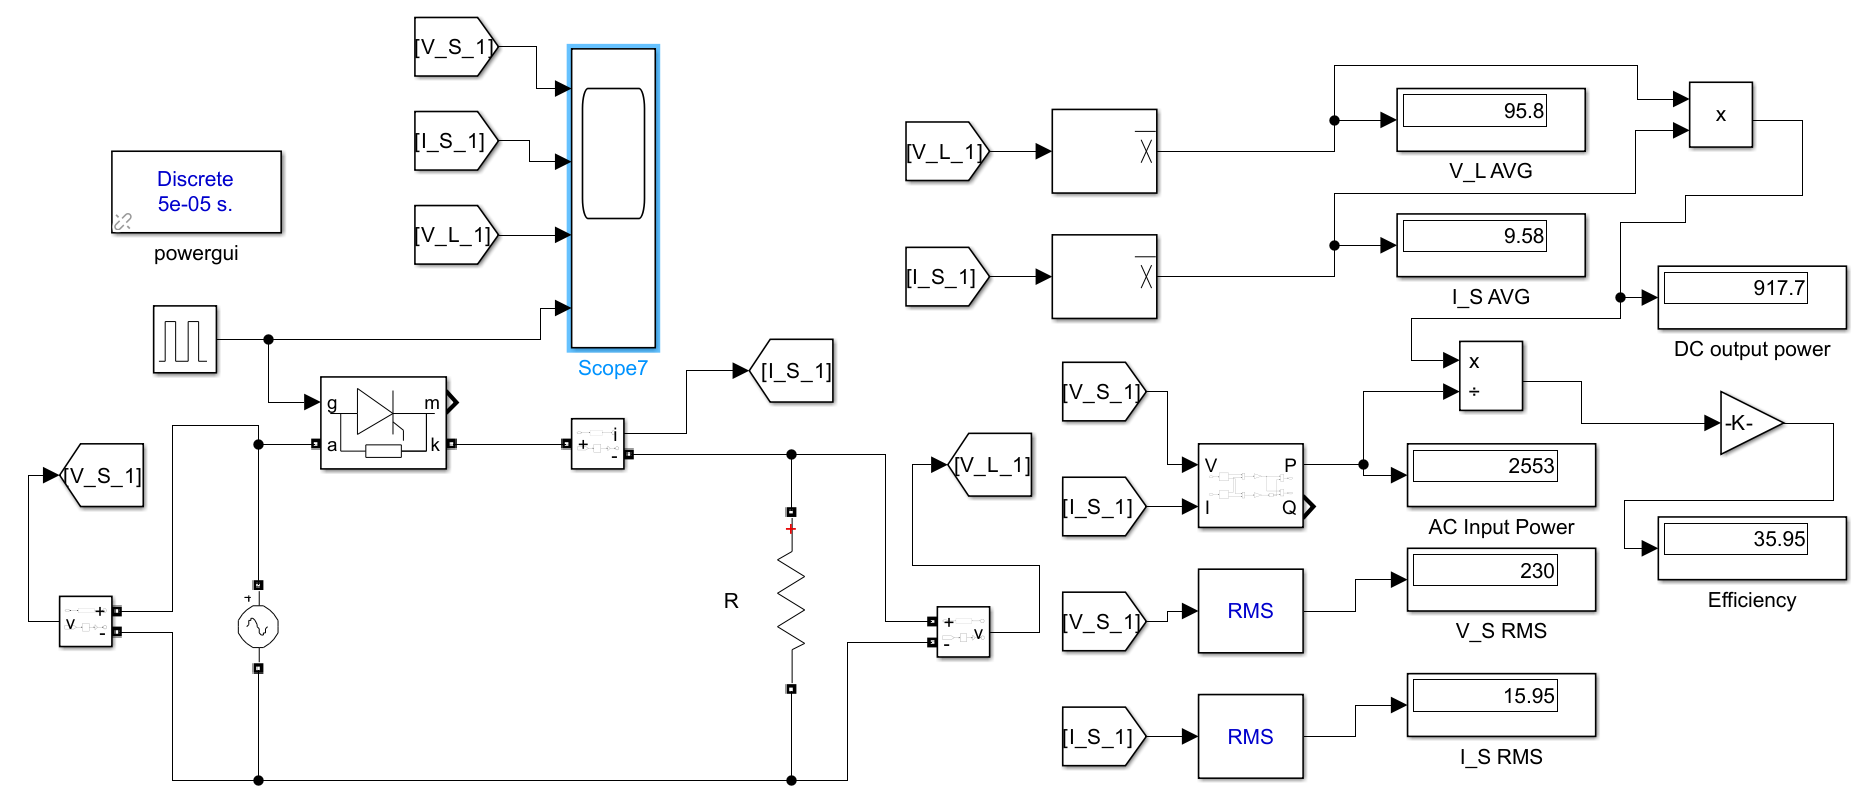 [V_S_1]
[I_S_1]
[V_L_1]
Scope7
Discrete
5e-05 s.
powergui
g
m
a
k
i
+
-
[I_S_1]
[V_S_1]
v
+
-
+
+
R
[V_L_1]
+
-
v
[V_L_1]
X
95.8
V_L AVG
x
[I_S_1]
X
9.58
I_S AVG
917.7
DC output power
x
÷
-K-
[V_S_1]
[I_S_1]
V
I
P
Q
2553
AC Input Power
35.95
Efficiency
[V_S_1]
RMS
230
V_S RMS
[I_S_1]
RMS
15.95
I_S RMS